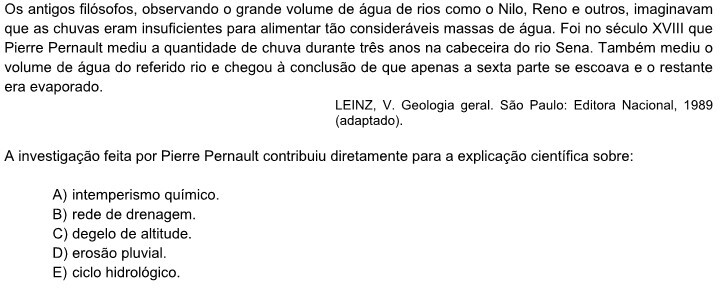 Os antigos filósofos, observando o grande volume de água de rios como o Nilo, Reno e outros, imaginavam
que as chuvas eram insuficientes para alimentar tão consideráveis massas de água. Foi no século XVIII que
Pierre Pernault mediu a quantidade de chuva durante três anos na cabeceira do rio Sena. Também mediu o
volume de água do referido rio e chegou à conclusão de que apenas a sexta parte se escoava e o restante
era evaporado.
LEINZ, V. Geologia geral. São Paulo: Editora Nacional, 1989
(adaptado).
A investigação feita por Pierre Pernault contribuiu diretamente para a explicação científica sobre:
A) intemperismo químico.
B) rede de drenagem.
C) degelo de altitude.
D) erosão pluvial.
E) ciclo hidrológico.